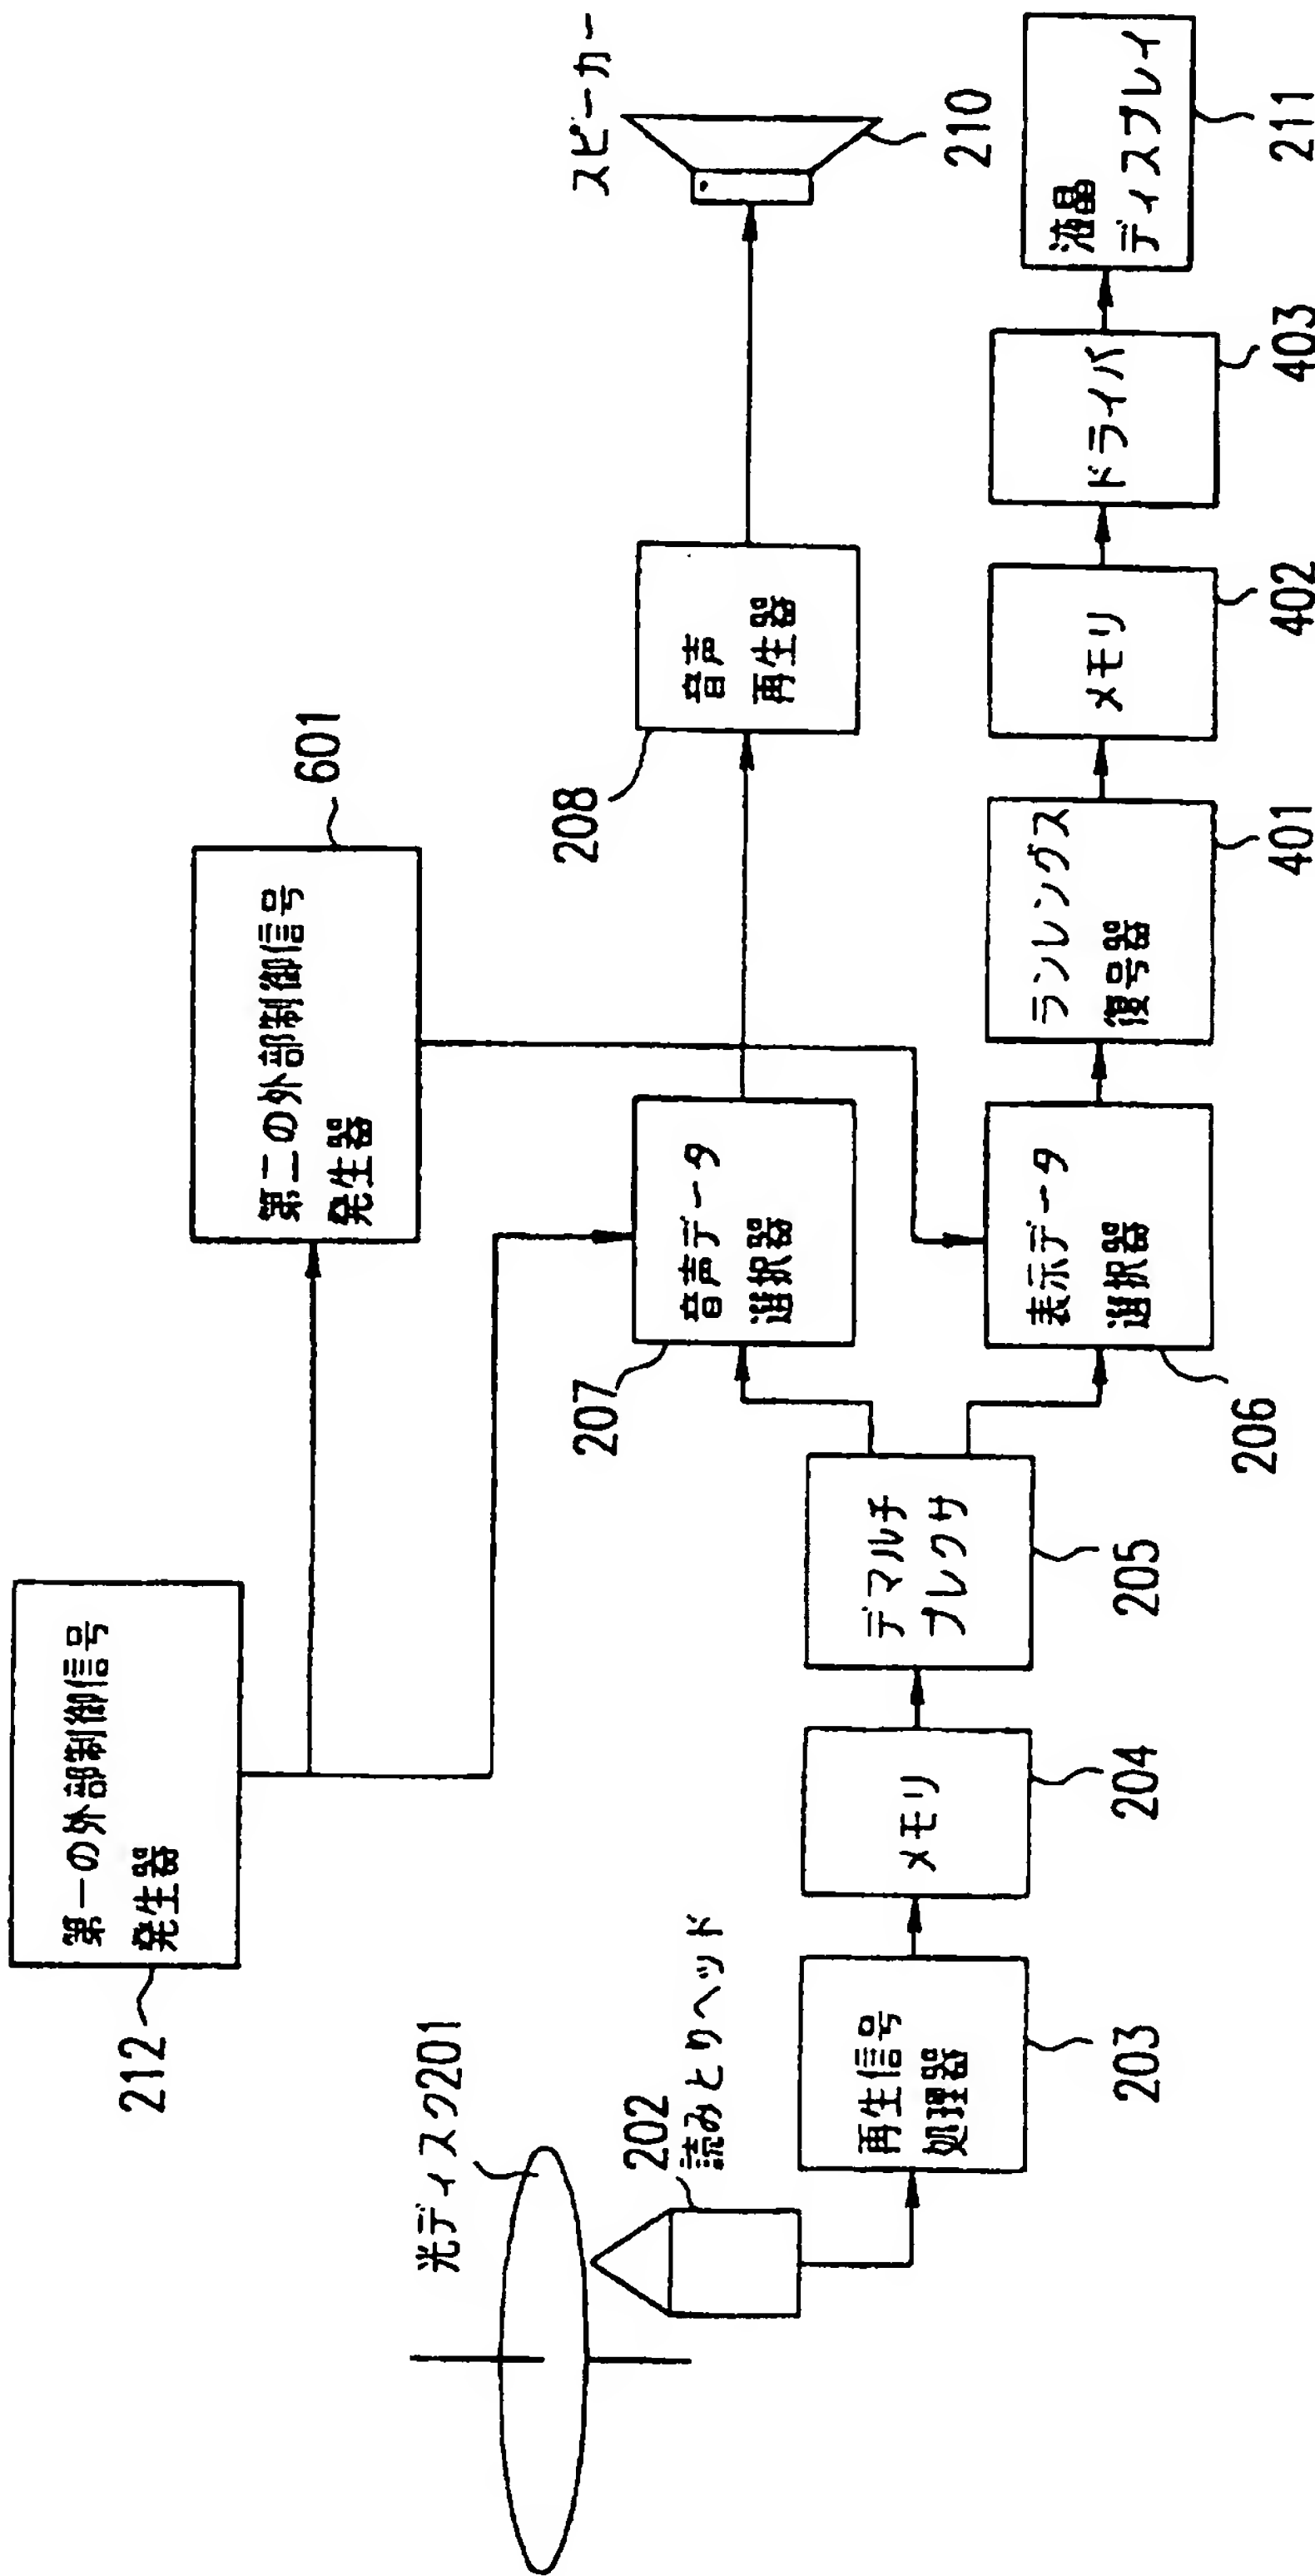 第一の外部制御信号
発生器
212
第二の外部制御信号
発生器
601
光ディスク201
202
読みとりヘッド
再生信号
処理器
203
メモリ
204
デマルチ
プレクサ
205
音声データ
選択器
207
表示データ
選択器
206
音声
再生器
208
スピーカー
210
ランレングス
復号器
401
メモリ
402
ドライバ
403
液晶
ディスプレイ
211